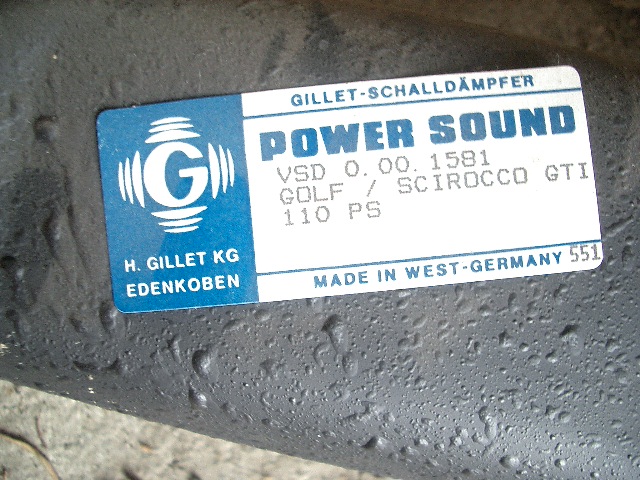 GILLET-SCHALLDÄMPFER
POWER SOUND
VSD 0.00.1581
GOLF / SCIROCCO GTI
110 PS
G
H. GILLET KG
EDENKOBEN
MADE IN WEST-GERMANY 551